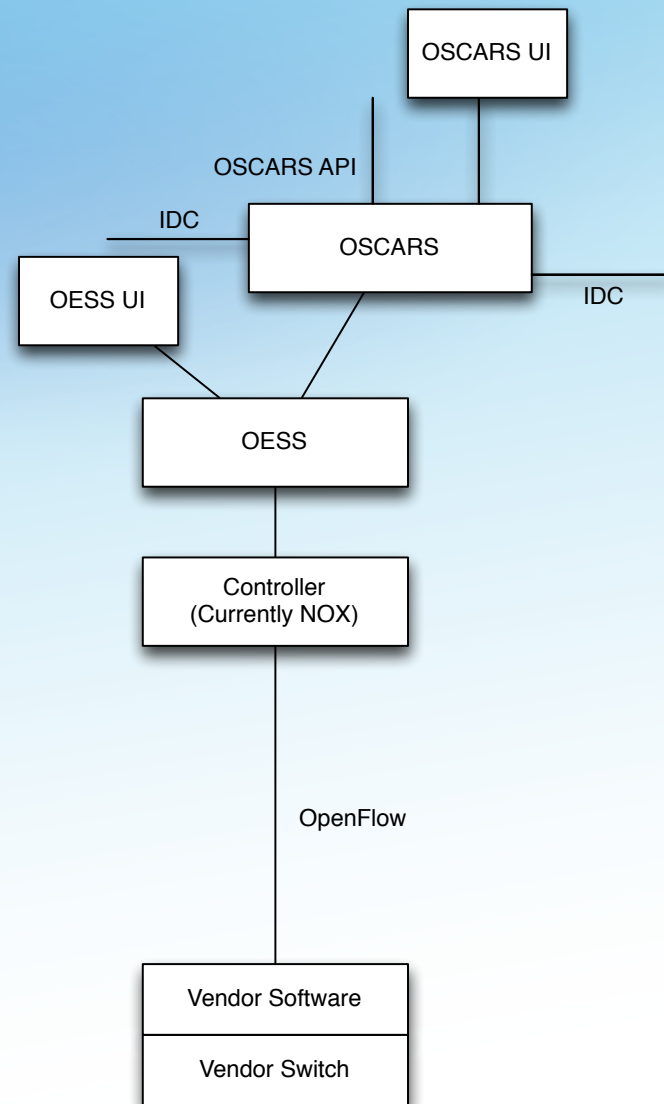 OSCARS UI
OSCARS API
IDC
OSCARS
OESS UI
IDC
OESS
Controller
(Currently NOX)
OpenFlow
Vendor Software
Vendor Switch